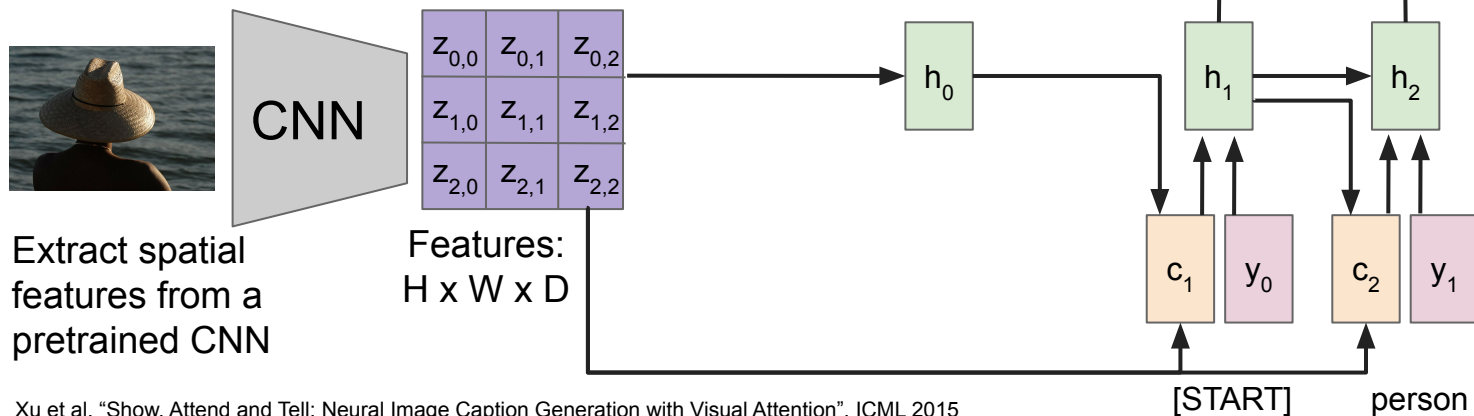 CNN
z0,0 z0,1 z0,2
z1,0 z1,1 z1,2
z2,0 z2,1 z2,2
h0
h1
h2
Extract spatial
features from a
pretrained CNN
Features:
H x W x D
c1
y0
c2
y1
[START]
person
Xu et al. “Show, Attend and Tell: Neural Image Caption Generation with Visual Attention”, ICML 2015